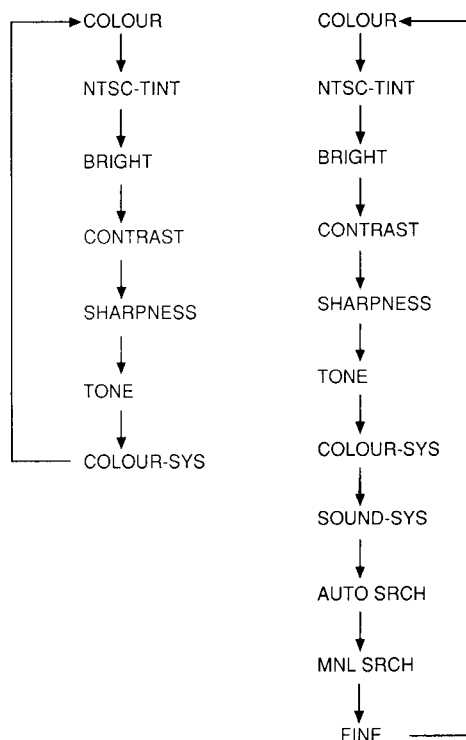 COLOUR
NTSC-TINT
BRIGHT
CONTRAST
SHARPNESS
TONE
COLOUR-SYS
COLOUR
NTSC-TINT
BRIGHT
CONTRAST
SHARPNESS
TONE
COLOUR-SYS
SOUND-SYS
AUTO SRCH
MNL SRCH
FINE